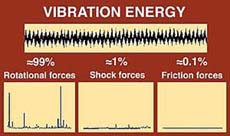 VIBRATION ENERGY
≈99% ≈1% ≈0.1%
Rotational forces Shock forces Friction forces